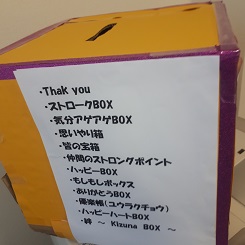 ・Thak you
・ストロークBOX
・気分アゲアゲBOX
・思いやり箱
・皆の宝箱
・仲間のストロングポイント
・ハッピーBOX
・もしもしボックス
・ありがとうBOX
・優楽帳(ユウラクチョウ)
・ハッピーハートBOX
・絆 ～ Kizuna BOX ～